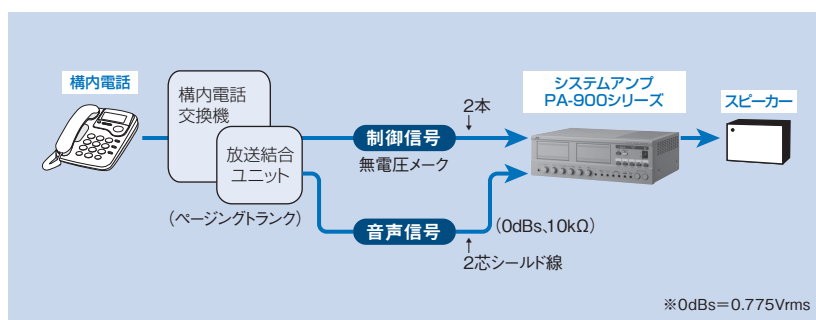 構内電話
構内電話
交換機
放送結合
ユニット
(ページングトランク)
制御信号
無電圧メーク
2本
システムアンプ
PA-900シリーズ
スピーカー
音声信号
(0dBs、10kΩ)
2芯シールド線
※0dBs=0.775Vrms